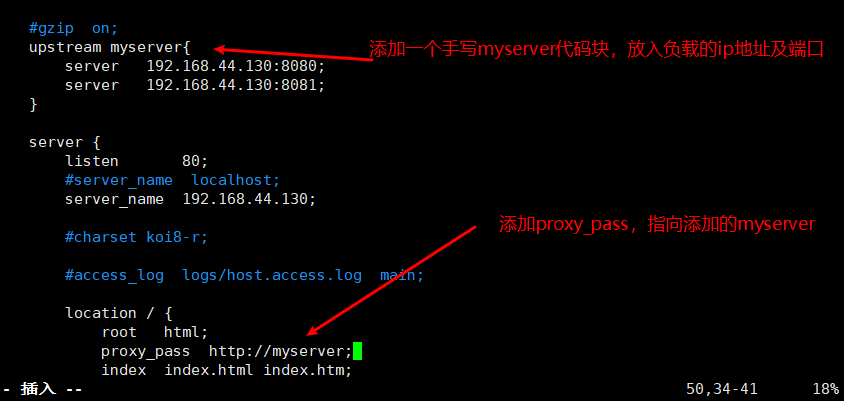 #gzip  on;
upstream myserver{
添加一个手写myserver代码块，放入负载的ip地址及端口
server   192.168.44.130:8080;
server   192.168.44.130:8081;
}
server {
listen       80;
#server_name  localhost;
server_name  192.168.44.130;
添加proxy_pass，指向添加的myserver
#charset koi8-r;
#access_log  logs/host.access.log  main;
location / {
root   html;
proxy_pass  http://myserver;
index  index.html index.htm;
- 插入 --                    50,34-41      18%